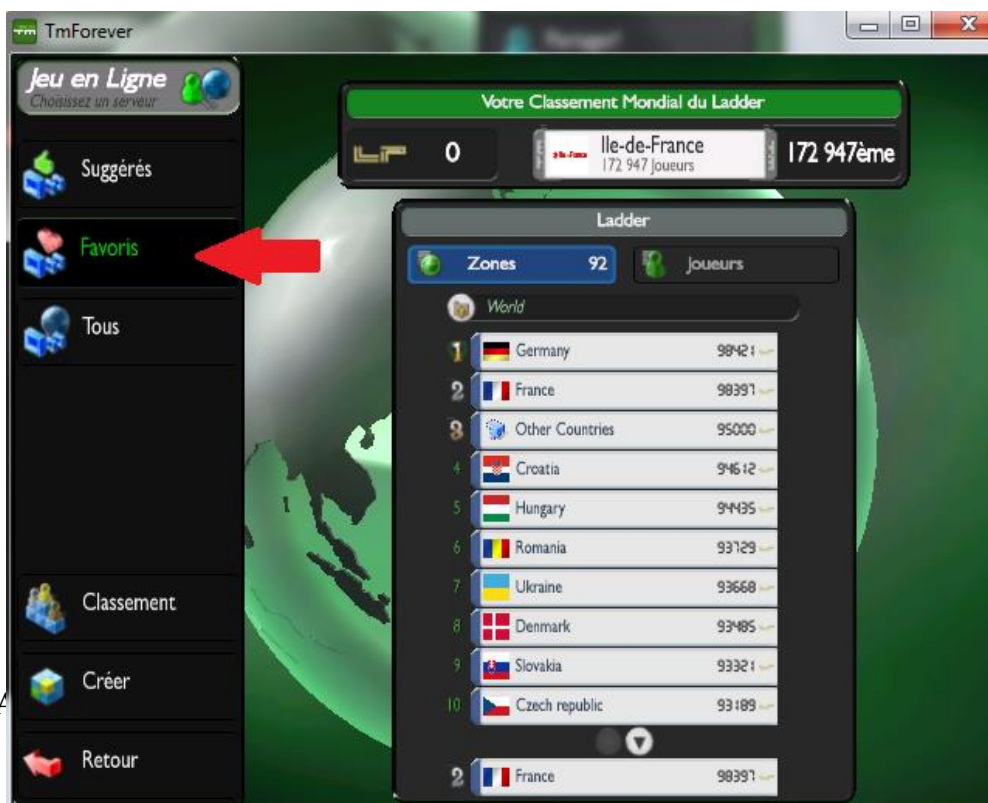 TmForever
Jeu en Ligne
Choisissez un serveur
Suggérés
Favoris
Tous
Classement
Créer
Retour
Votre Classement Mondial du Ladder
LP 0
Ile-de-France
172 947 Joueurs
172 947ème
Ladder
Zones 92
Joueurs
World
1 Germany 98421
2 France 98397
3 Other Countries 95000
4 Croatia 94612
5 Hungary 94435
6 Romania 93729
7 Ukraine 93668
8 Denmark 93485
9 Slovakia 93321
10 Czech republic 93189
2 France 98397